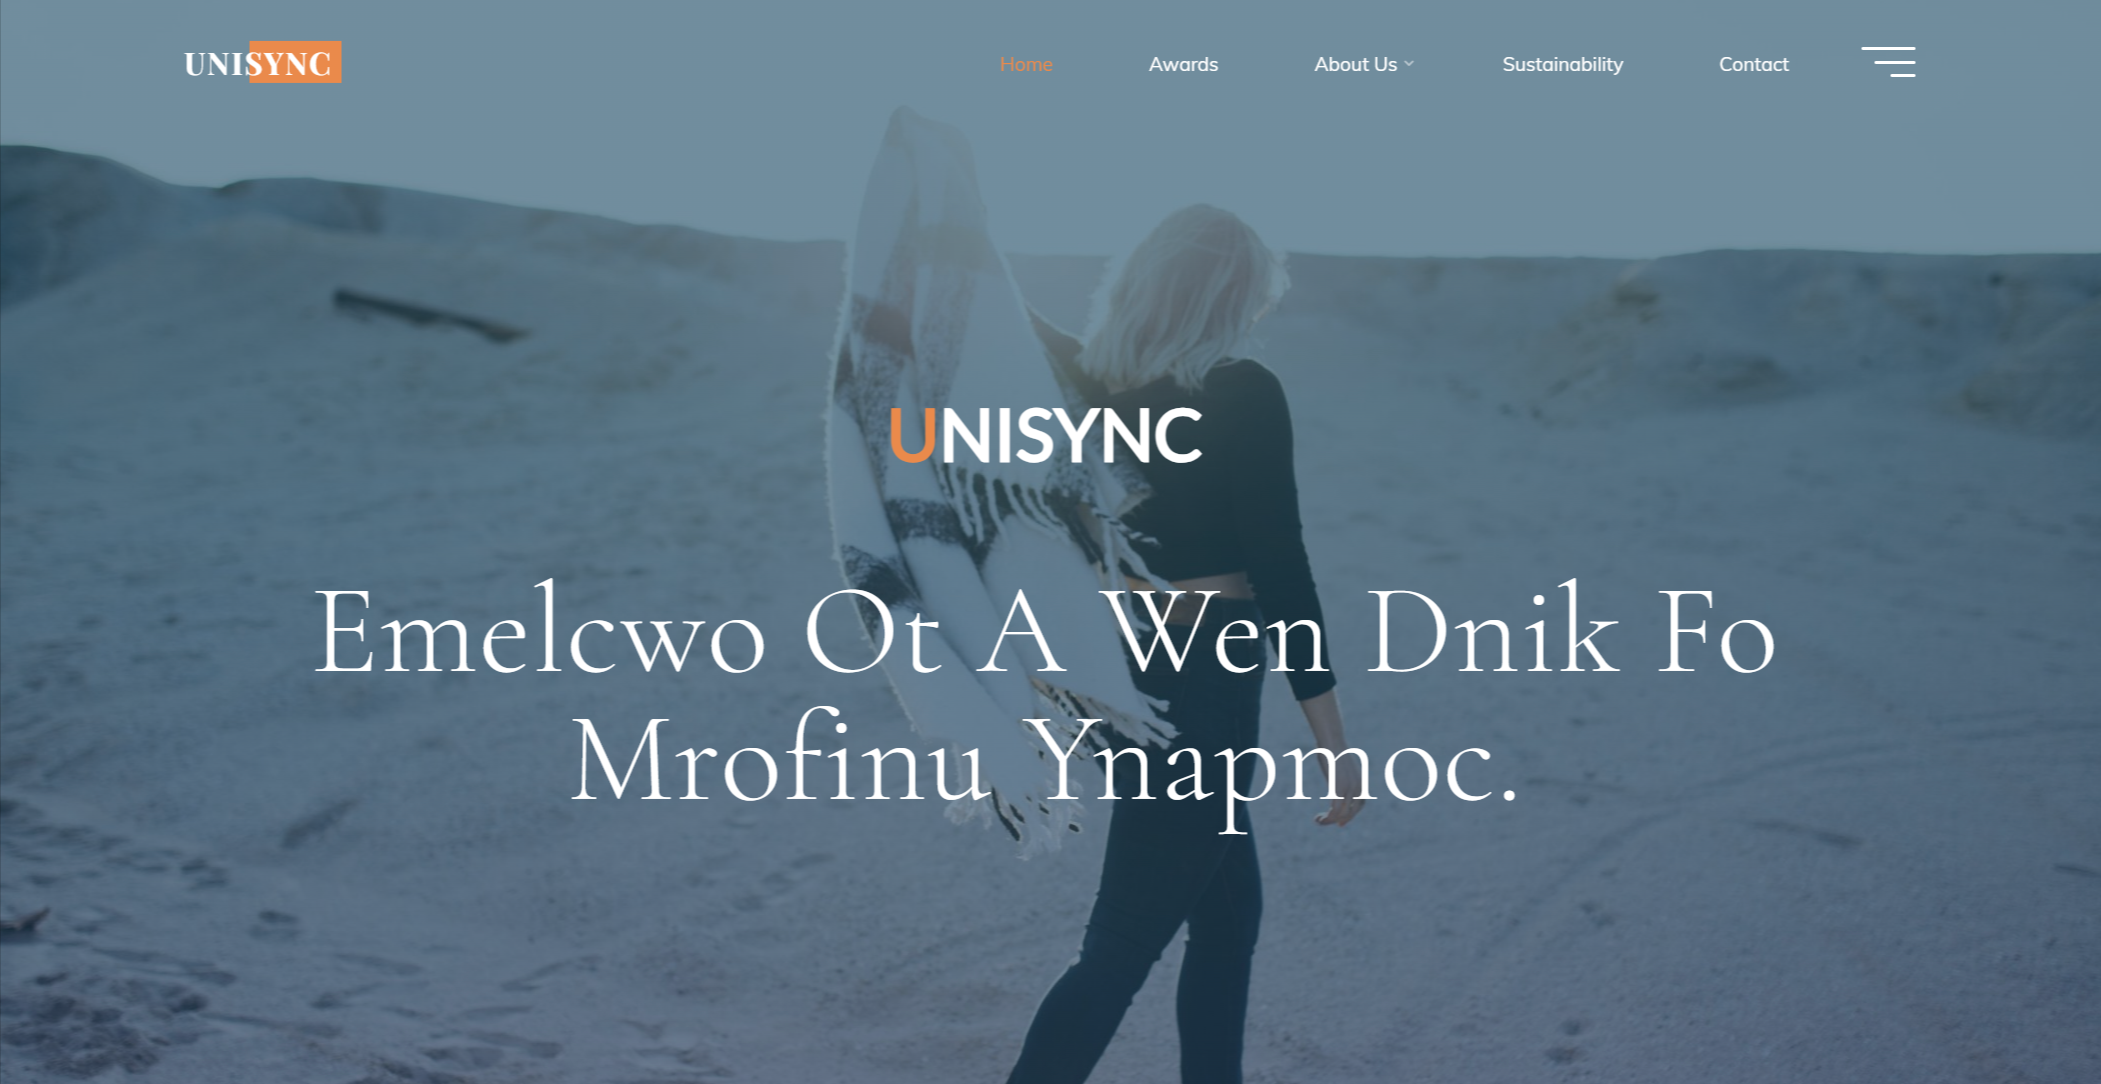 UNISYNC
Home Awards About Us Sustainability Contact
UNISYNC
Emelcwo Ot A Wen Dnik Fo
Mrofinu Ynapmoc.